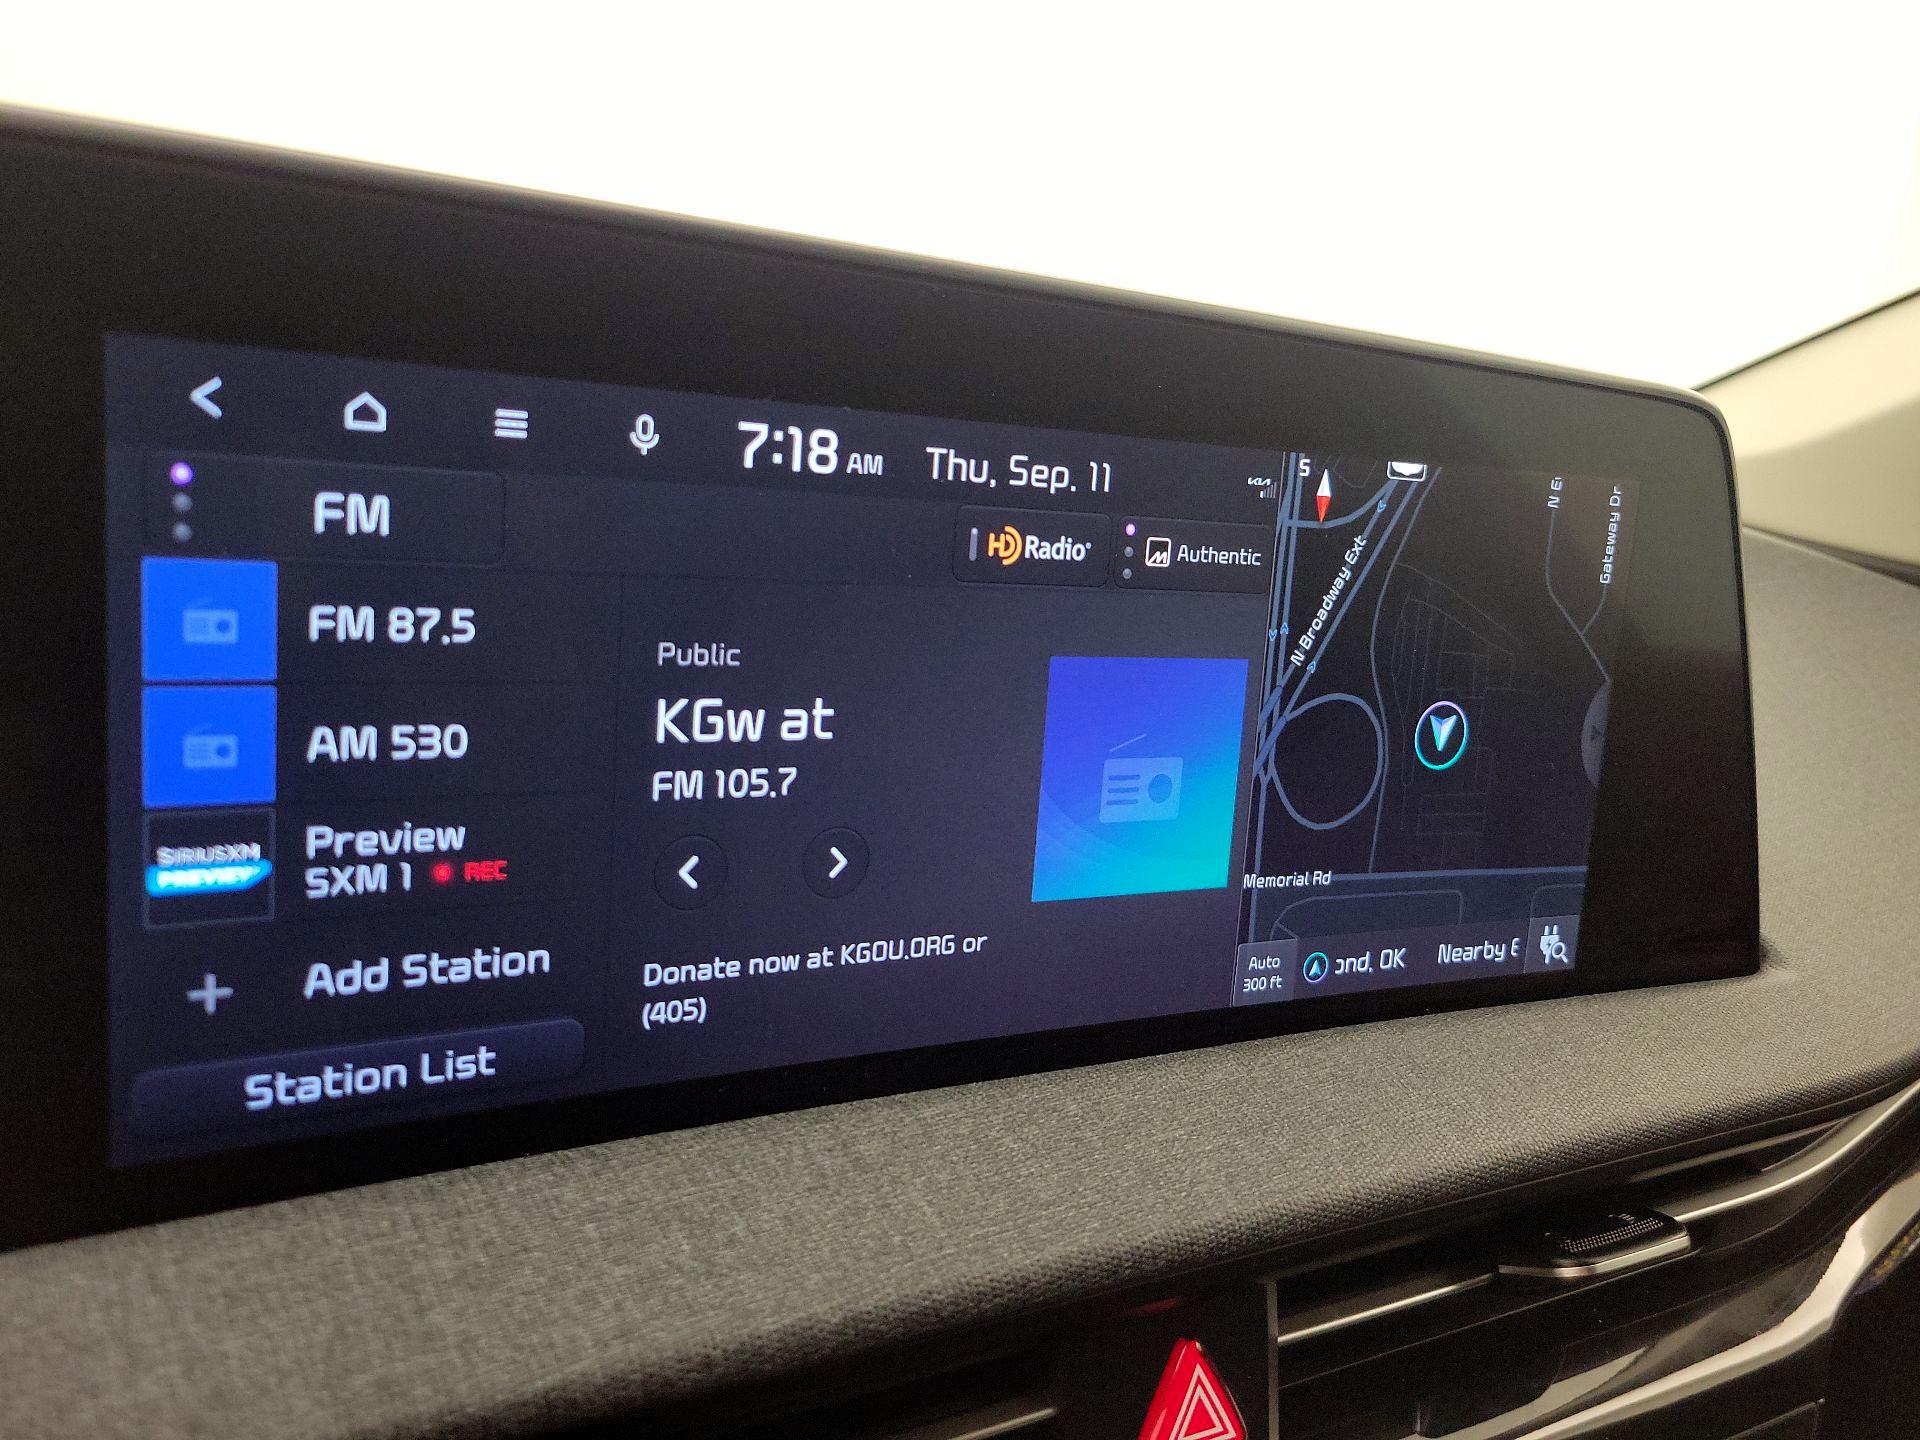 7:18 AM Thu, Sep. 11
FM
HD Radio
Authentic
FM 87.5
AM 530
SIRIUSXM
PREVIEW
Preview
SXM 1 REC
Add Station
Station List
Public
KGw at
FM 105.7
Donate now at KGOU.ORG or
(405)
KIA
S
N Broadway Ext
Gateway Dr
Memorial Rd
Auto
300 ft
ond, OK Nearby